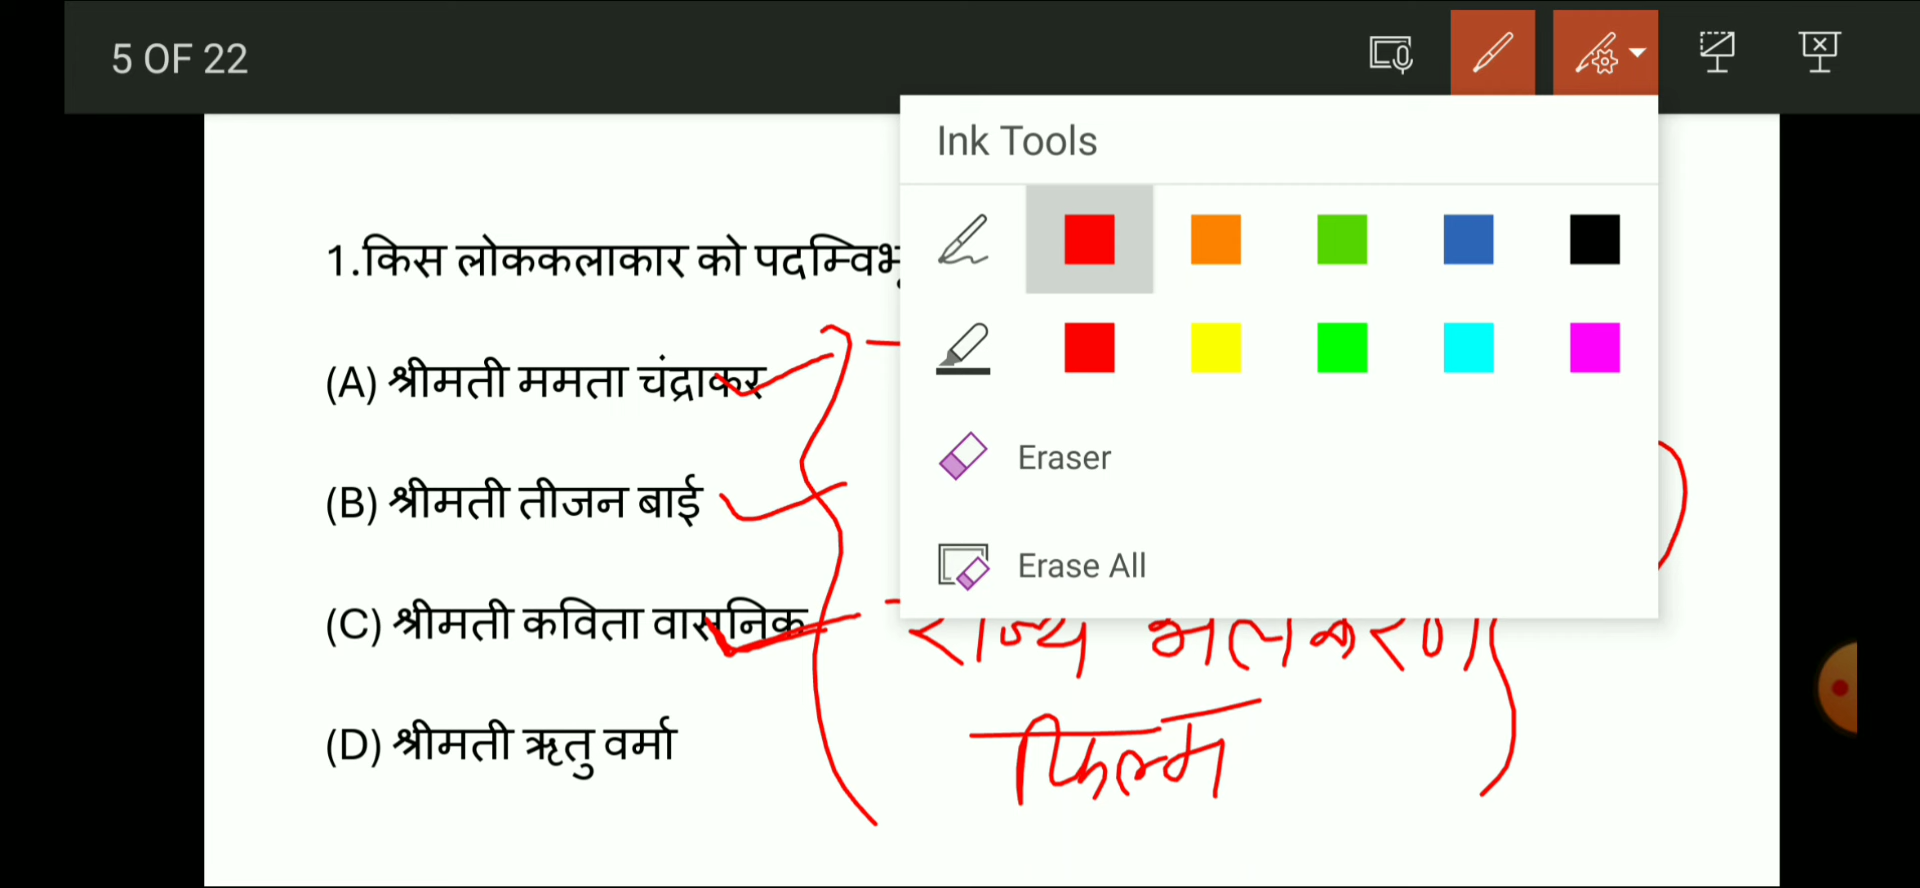 5 OF 22
Ink Tools
1.किस लोककलाकार को पदम्विभू
(A) श्रीमती ममता चंद्राकर
(B) श्रीमती तीजन बाई
Eraser
Erase All
(C) श्रीमती कविता वासनिक
राज्य अलंकरण
(D) श्रीमती ऋतु वर्मा
फिल्म